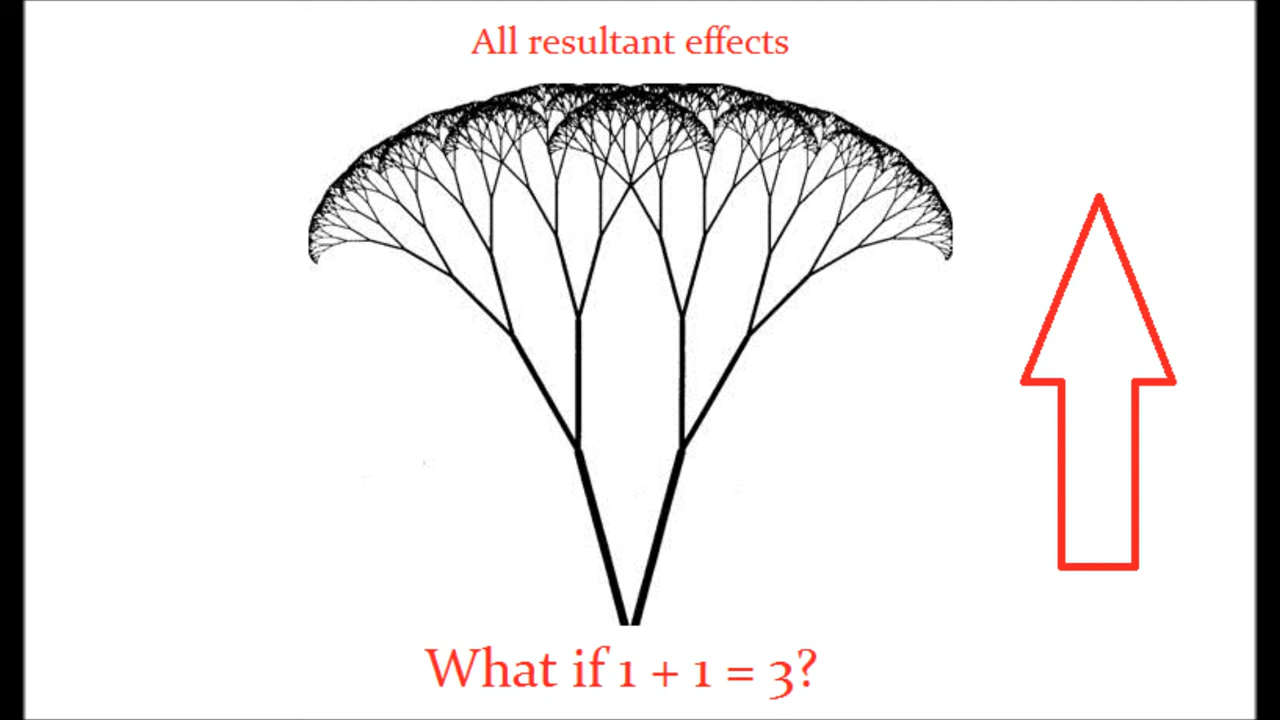 All resultant effects
What if 1 + 1 = 3?